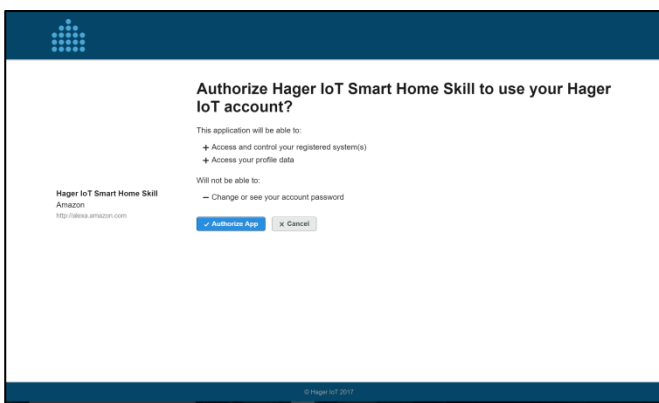 Authorize Hager IoT Smart Home Skill to use your Hager
IoT account?
This application will be able to:
+ Access and control your registered system(s)
+ Access your profile data
Will not be able to:
– Change or see your account password
Hager IoT Smart Home Skill
Amazon
http://alexa.amazon.com
✓ Authorize App
x Cancel
© Hager IoT 2017